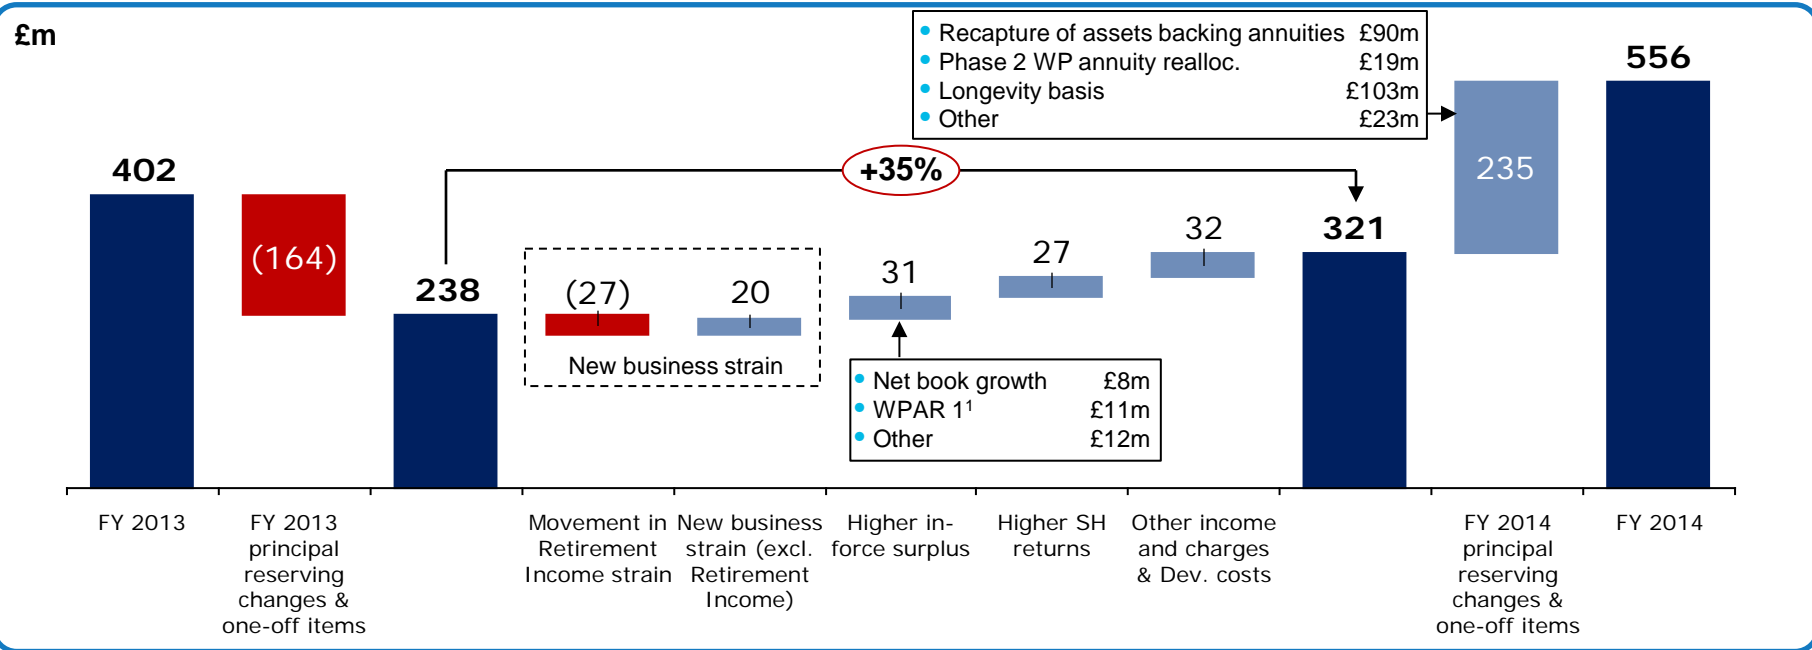 £m
• Recapture of assets backing annuities £90m
• Phase 2 WP annuity realloc. £19m
• Longevity basis £103m
• Other £23m
556
402
+35%
235
(164)
238
(27)
20
31
27
32
321
New business strain
• Net book growth £8m
• WPAR 1¹ £11m
• Other £12m
FY 2013
FY 2013
principal
reserving
changes &
one-off items
Movement in
Retirement
Income strain
New business
strain (excl.
Retirement
Income)
Higher in-
force surplus
Higher SH
returns
Other income
and charges
& Dev. costs
FY 2014
principal
reserving
changes &
one-off items
FY 2014